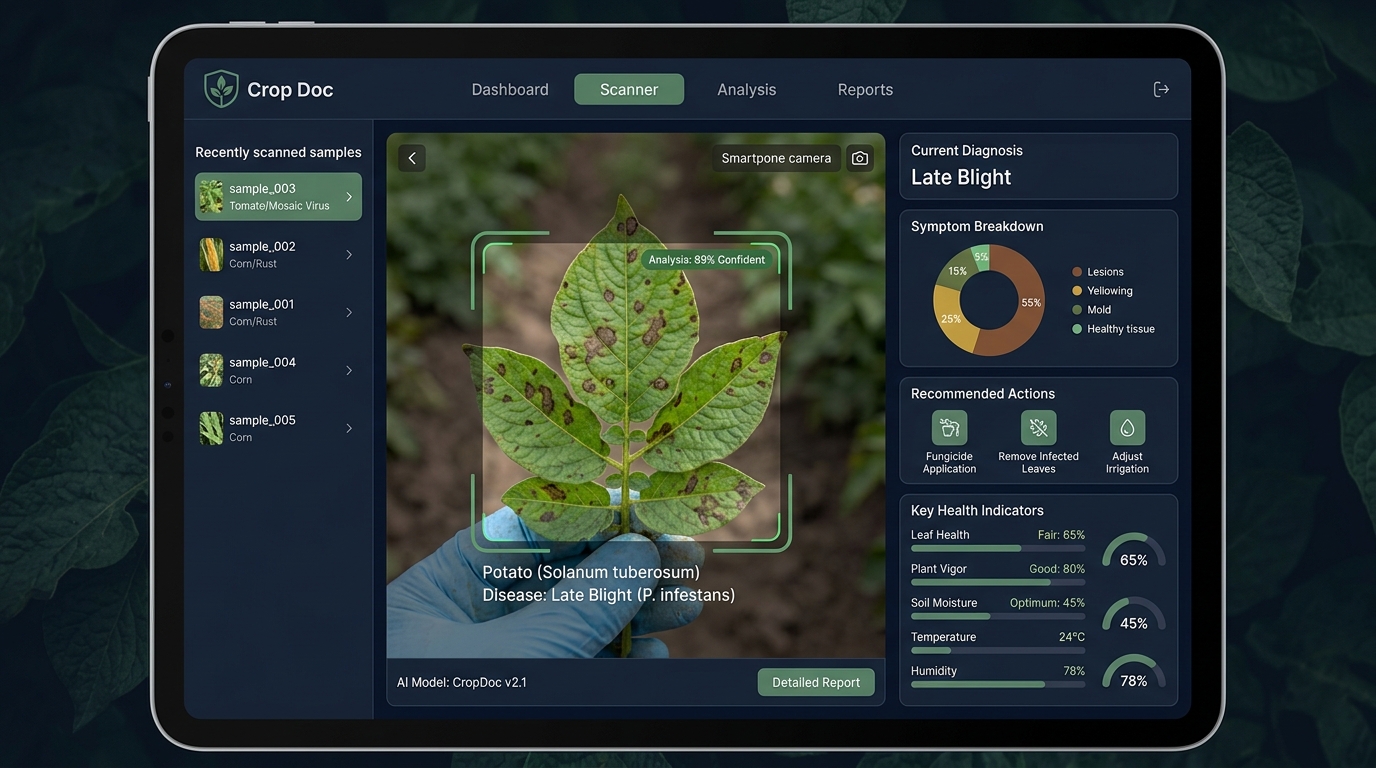 Crop Doc
Dashboard
Scanner
Analysis
Reports
Recently scanned samples
sample_003
Tomate/Mosaic Virus
sample_002
Corn/Rust
sample_001
Corn/Rust
sample_004
Corn
sample_005
Corn
Smartpone camera
Analysis: 89% Gonfident
Potato (Solanum tuberosum)
Disease: Late Blight (P. infestans)
AI Model: CropDoc v2.1
Detailed Report
Current Diagnosis
Late Blight
Symptom Breakdown
5%
15%
55%
25%
Lesions
Yellowing
Mold
Healthy tissue
Recommended Actions
Fungicide
Application
Remove Infected
Leaves
Adjust
Irrigation
Key Health Indicators
Leaf Health Fair: 65%
Plant Vigor Good: 80%
Soil Moisture Optimum: 45%
Temperature 24°C
Humidity 78%
65%
45%
78%